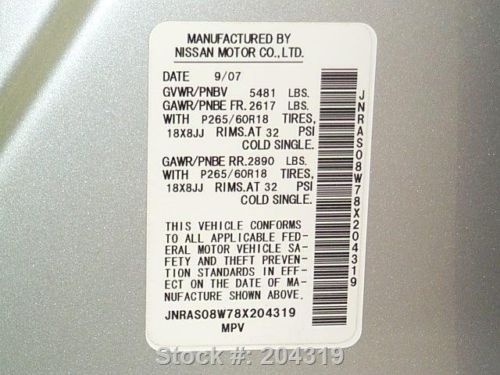 MANUFACTURED BY
NISSAN MOTOR CO., LTD.
DATE 9/07
GVWR/PNBV 5481 LBS.
GAWR/PNBE FR. 2617 LBS.
WITH P265/60R18 TIRES,
18X8JJ RIMS. AT 32 PSI
COLD SINGLE.
GAWR/PNBE RR. 2890 LBS.
WITH P265/60R18 TIRES,
18X8JJ RIMS. AT 32 PSI
COLD SINGLE.
THIS VEHICLE CONFORMS
TO ALL APPLICABLE FED-
ERAL MOTOR VEHICLE SA-
FETY AND THEFT PREVEN-
TION STANDARDS IN EFF-
ECT ON THE DATE OF MA-
NUFACTURE SHOWN ABOVE.
JNRAS08W78X204319
MPV
JNRAS08W78X204319
Stock #: 204319